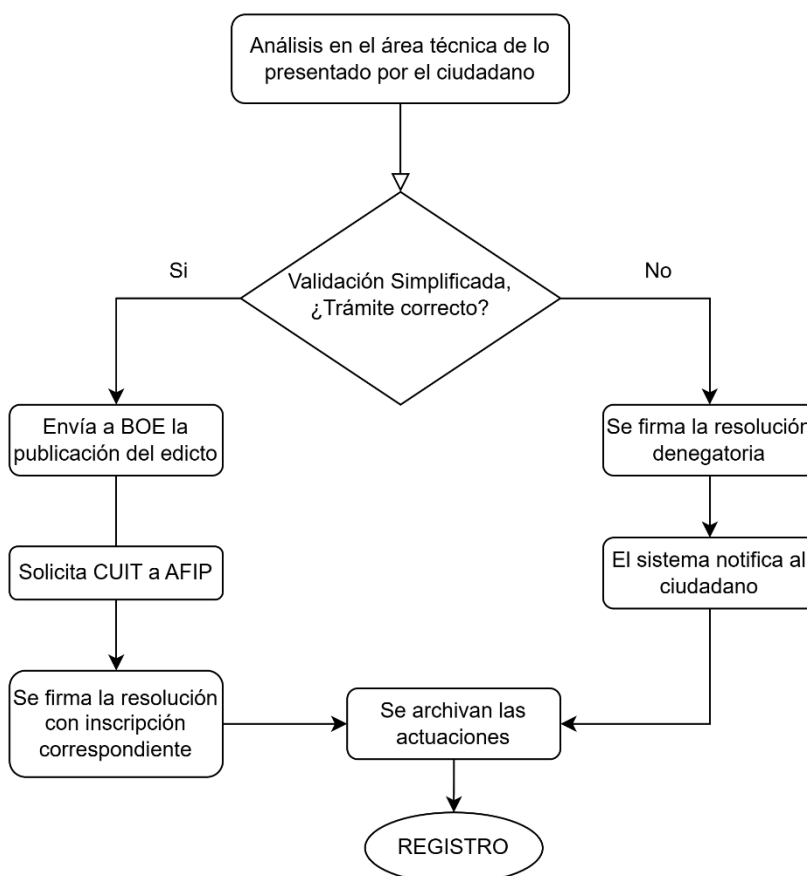 Análisis en el área técnica de lo
presentado por el ciudadano
Si
Validación Simplificada,
¿Trámite correcto?
No
Envía a BOE la
publicación del edicto
Solicita CUIT a AFIP
Se firma la resolución
con inscripción
correspondiente
Se firma la resolución
denegatoria
El sistema notifica al
ciudadano
Se archivan las
actuaciones
REGISTRO